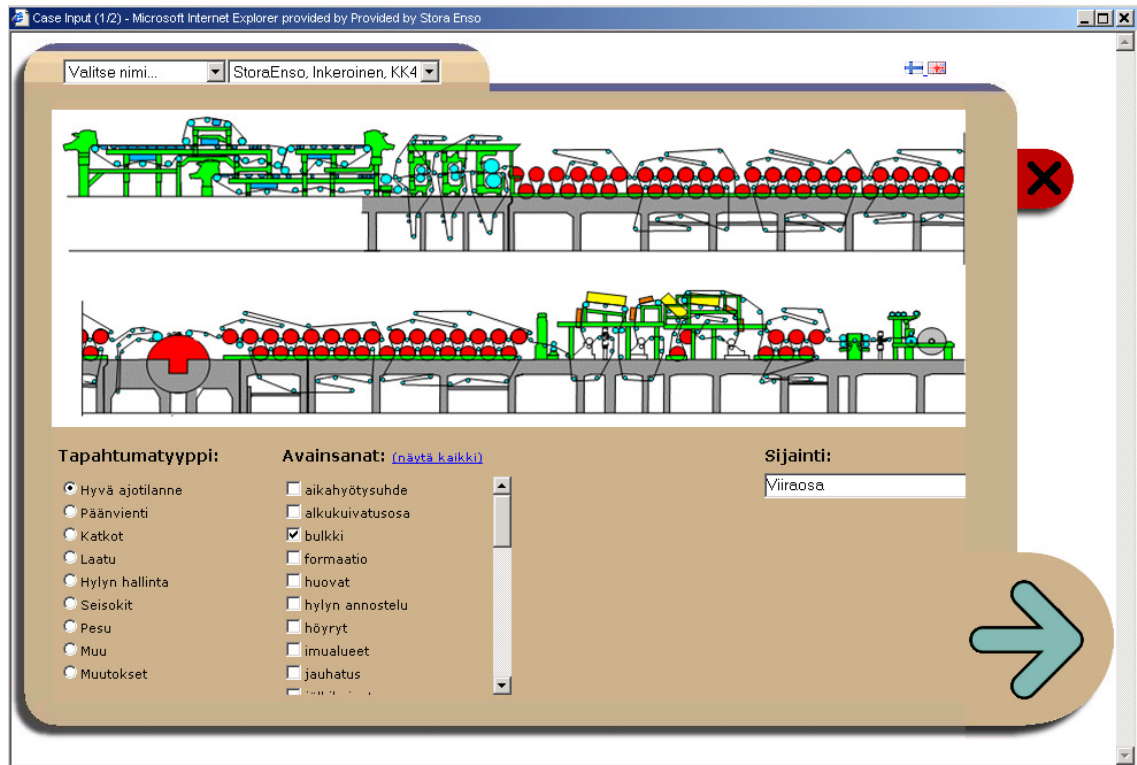 Case Input (1/2) - Microsoft Internet Explorer provided by Provided by Stora Enso
Valitse nimi... StoraEnso, Inkeroinen, KK4
Tapahtumatyyppi: Avainsanat: (näytä kaikki) Sijainti:
Hyvä ajotilanne aikahyötysuhde Viiraosa
Päänvienti alkukuivatusosa
Katkot bulkki
Laatu formaatio
Hylyn hallinta huovat
Seisokit hylyn annostelu
Pesu höyryt
Muu imualueet
Muutokset jauhatus